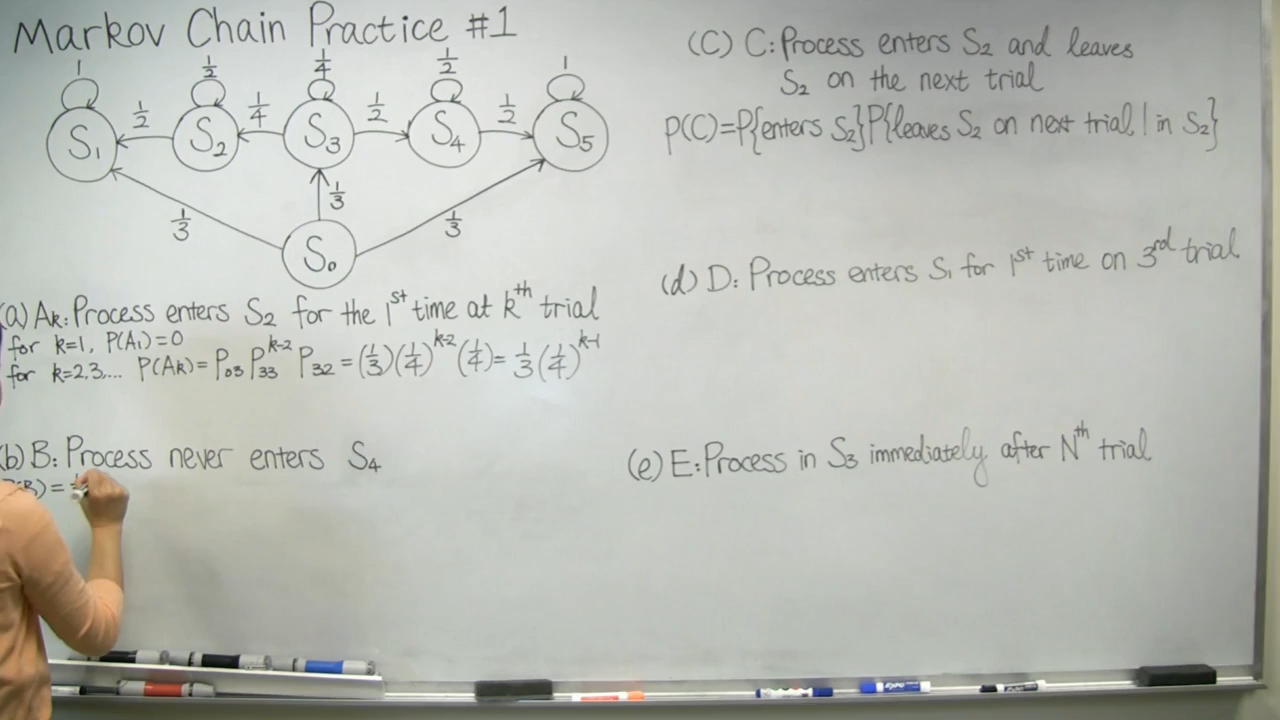 Markov Chain Practice #1
1 1/2 1/4 1/2 1
1/2 1/4 1/2 1/2
S1 S2 S3 S4 S5
1/3 1/3 1/3
S0
(a) Ak: Process enters S2 for the 1st time at kth trial
for k=1, P(A1)=0
for k=2,3,... P(Ak)= P03 P33^k-2 P32 = (1/3)(1/4)^k-2 (1/4)= 1/3 (1/4)^k-1
(b) B: Process never enters S4
P(B) =
(C) C: Process enters S2 and leaves
S2 on the next trial
P(C)=P{enters S2}P{leaves S2 on next trial | in S2}
(d) D: Process enters S1 for 1st time on 3rd trial
(e) E: Process in S3 immediately after Nth trial
EXPO